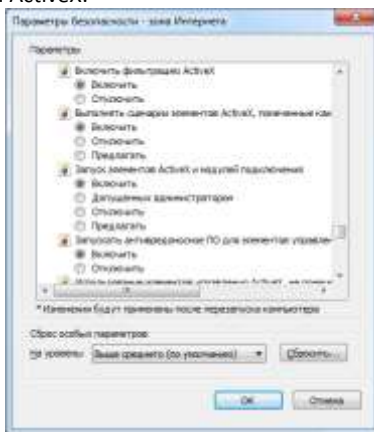 ActiveX.
Параметры безопасности - зона Интернета
Параметры
Включить фильтрацию ActiveX
Включить
Отключить
Выполнять сценарии элементов ActiveX, помеченные как
Включить
Отключить
Предлагать
Запуск элементов ActiveX и модулей подключения
Включить
Допущенных администратором
Отключить
Предлагать
Запускать антивредоносное ПО для элементов управлен
Включить
Отключить
* Изменения будут применены после перезапуска компьютера
Сброс особых параметров
На уровень: Выше среднего (по умолчанию) Сбросить...
ОК Отмена